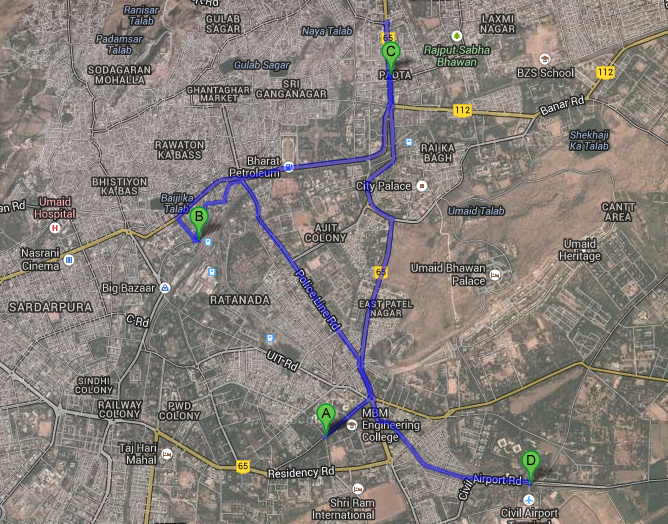 Ranisar
Talab
GULAB
SAGAR
Naya Talab
LAXMI
NAGAR
65
C
Padamsar
Talab
Rajput Sabha
Bhawan
SODAGARAN
MOHALLA
Gulab Sagar
PAOTA
BZS School
112
GHANTAGHAR
MARKET
SRI
GANGANAGAR
112
Banar Rd
Shekhaji
Ka Talab
RAWATON
KA BASS
RAI KA
BAGH
Bharat
Petroleum
BHISTIYON
KA BAS
City Palace
Baiji ka
Talab
Umaid
Hospital
B
Umaid Talab
CANTT
AREA
AJIT
COLONY
Nasrani
Cinema
Umaid
Heritage
65
Umaid Bhawan
Palace
Big Bazaar
RATANADA
Police Line Rd
SARDARPURA
EAST PATEL
NAGAR
C Rd
UIT Rd
SINDHI
COLONY
RAILWAY
COLONY
PWD
COLONY
A
MBM
Engineering
College
Taj Hari
Mahal
65
Residency Rd
D
Civil Airport Rd
Shri Ram
International
Civil Airport